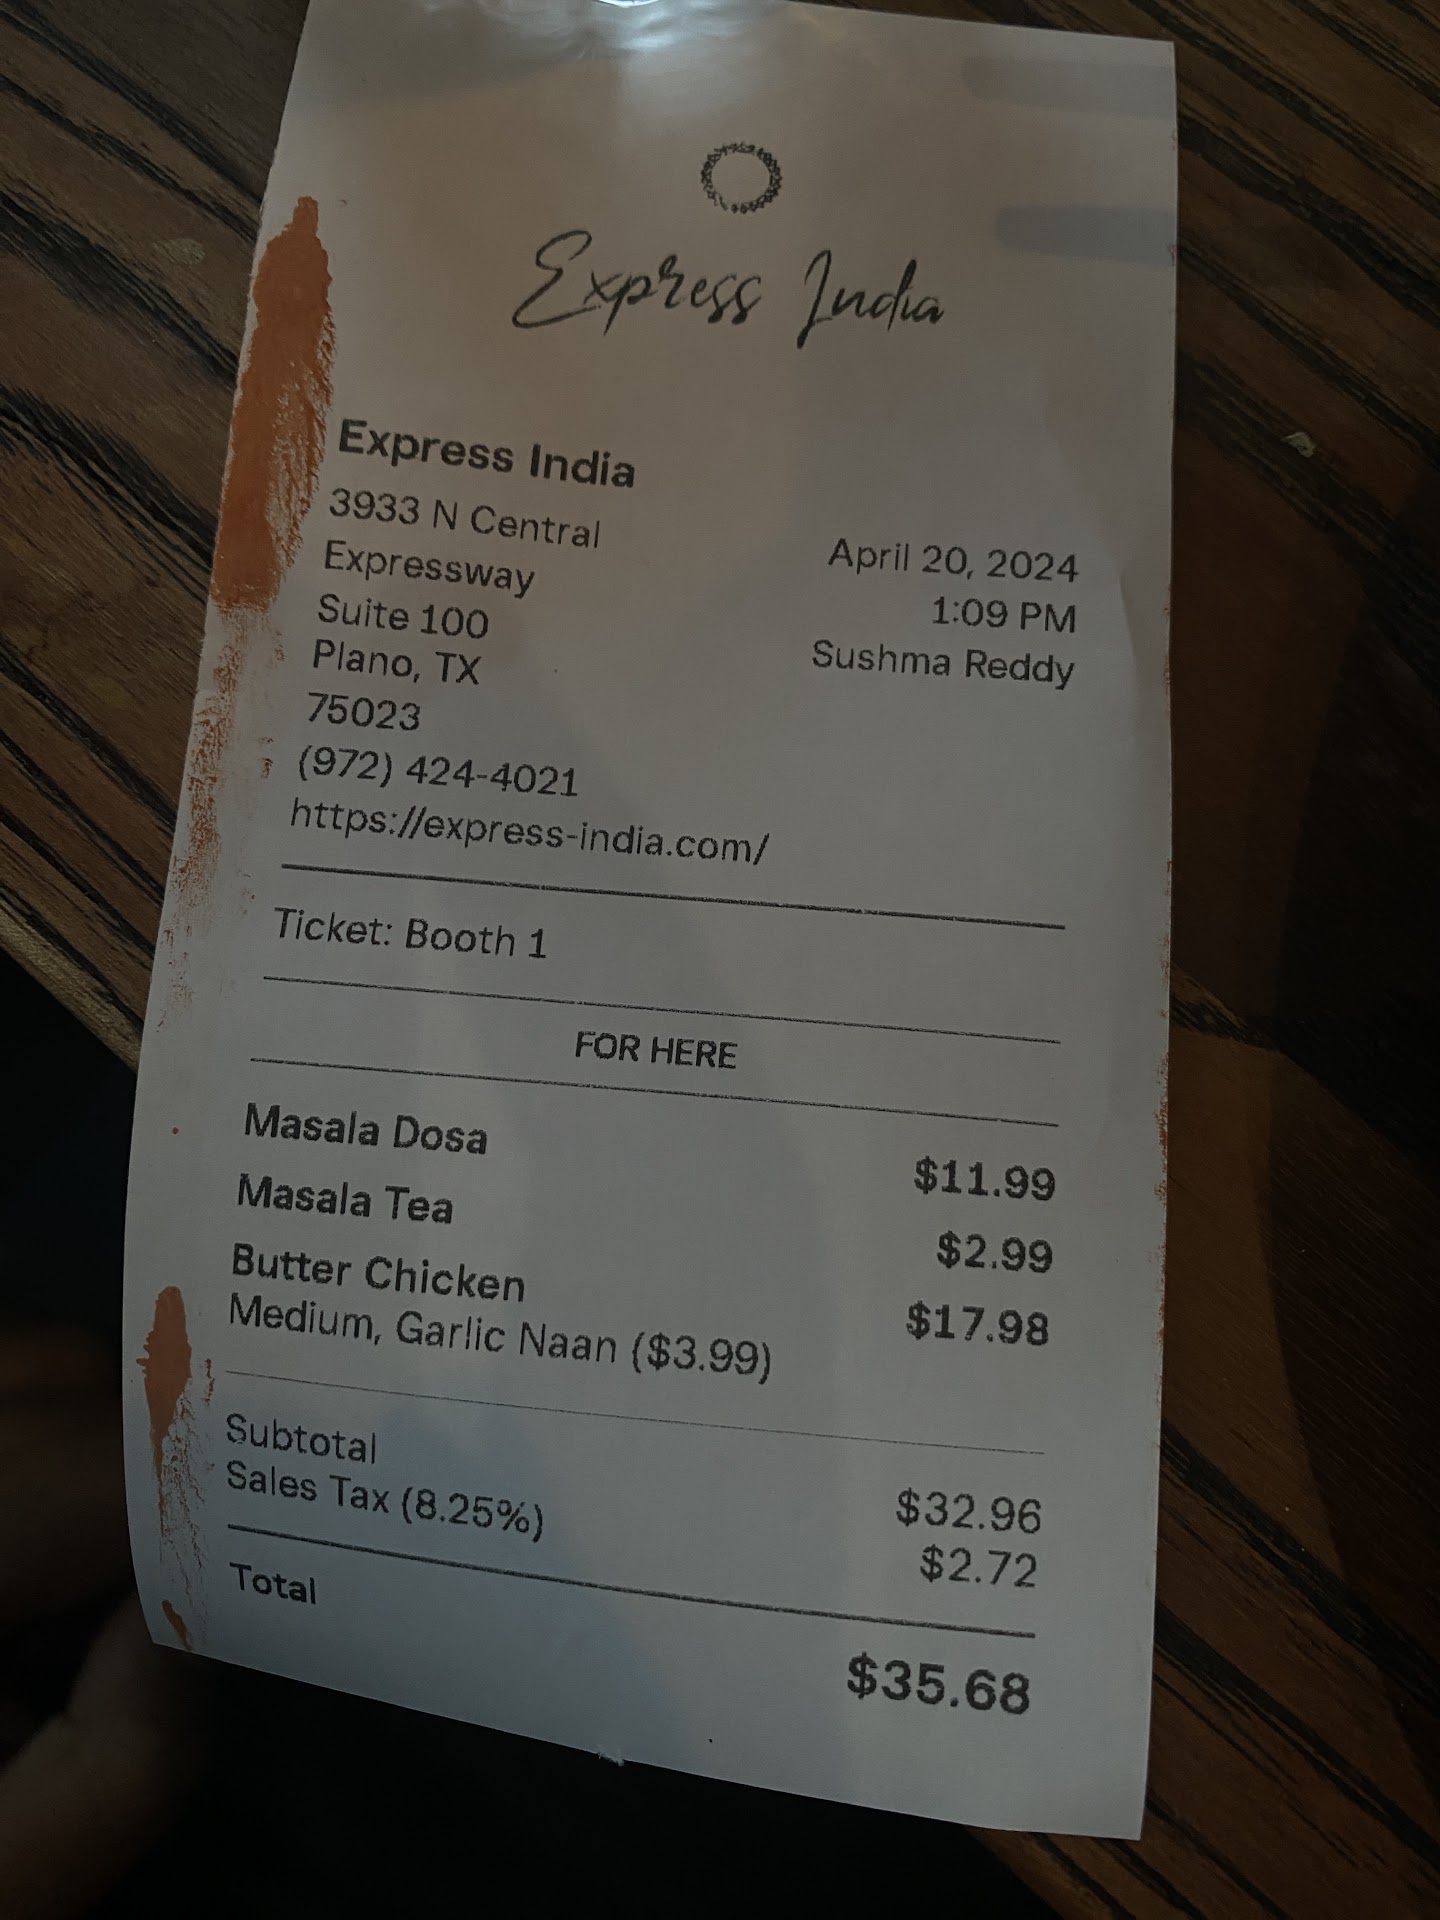 Express India
Express India
3933 N Central
Expressway
Suite 100
Plano, TX
75023
(972) 424-4021
https://express-india.com/
April 20, 2024
1:09 PM
Sushma Reddy
Ticket: Booth 1
FOR HERE
Masala Dosa $11.99
Masala Tea $2.99
Butter Chicken $17.98
Medium, Garlic Naan ($3.99)
Subtotal $32.96
Sales Tax (8.25%) $2.72
Total $35.68